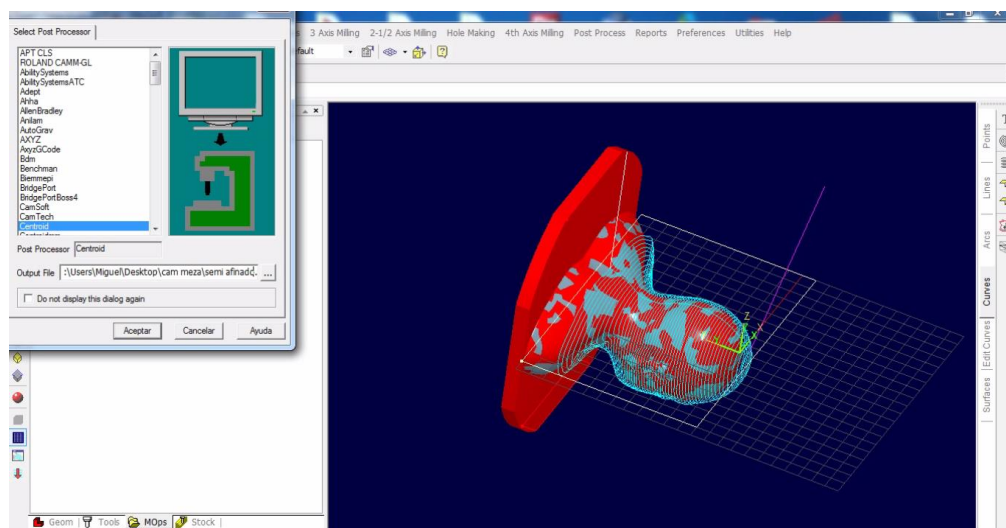 Select Post Processor
APT CLS
ROLAND CAMM-GL
AbilitySystems
AbilitySystemsATC
Adept
Ahha
AllenBradley
Anilam
AutoGrav
AXYZ
AxyzGCode
Bdm
Benchman
Biemmepi
BridgePort
BridgePortBoss4
CamSoft
CamTech
Centroid
Post Processor Centroid
Output File :\Users\Miguel\Desktop\cam meza\semi afinado. ...
Do not display this dialog again
Aceptar Cancelar Ayuda
3 Axis Milling 2-1/2 Axis Milling Hole Making 4th Axis Milling Post Process Reports Preferences Utilities Help
Points
Lines
Arcs
Curves
Edit Curves
Surfaces
Z
X
Geom Tools MOps Stock